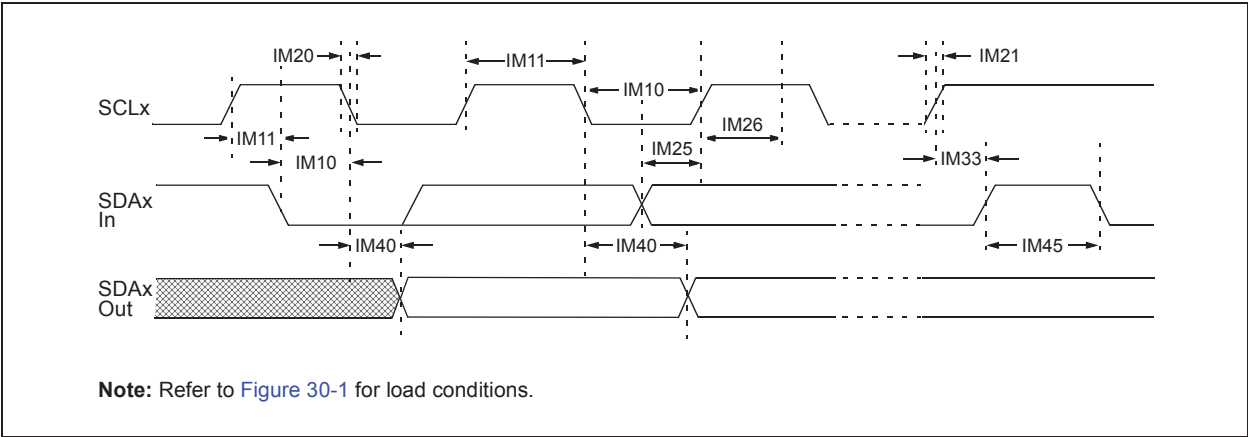 IM20
IM11
IM21
SCLx
IM10
IM11
IM26
IM10
IM25
IM33
SDAx
In
IM40
IM40
IM45
SDAx
Out
Note: Refer to Figure 30-1 for load conditions.